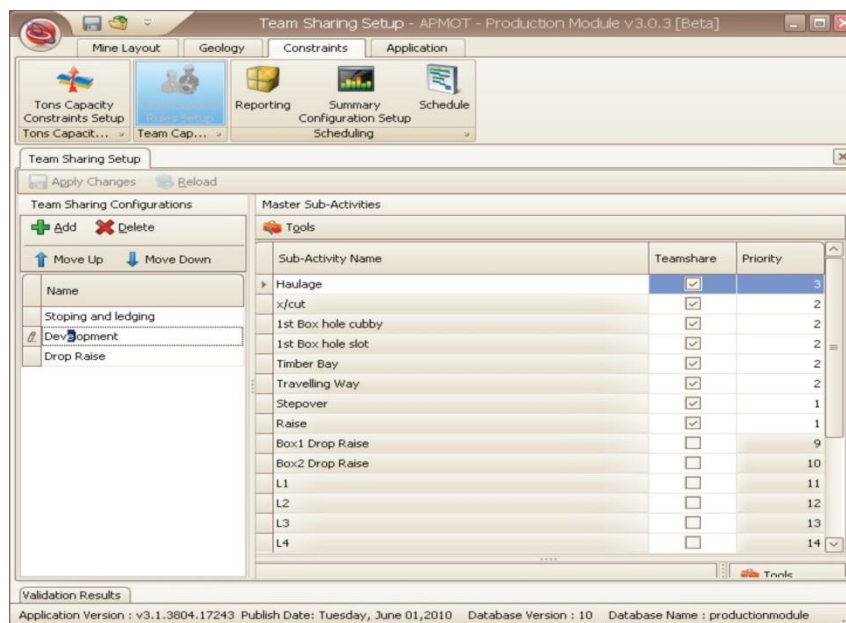 Team Sharing Setup - APMOT - Production Module v3.0.3 [Beta]
Mine Layout Geology Constraints Application
Tons Capacity Constraints Setup
Reporting
Summary Configuration Setup
Schedule
Tons Capacit... Team Cap... Scheduling
Team Sharing Setup
Apply Changes Reload
Team Sharing Configurations
Add Delete
Move Up Move Down
Name
Stoping and ledging
Drop Raise
Master Sub-Activities
Tools
Sub-Activity Name Teamshare Priority
Haulage 3
x/cut 2
1st Box hole cubby 2
1st Box hole slot 2
Timber Bay 2
Travelling Way 2
Stepover 1
Raise 1
Box1 Drop Raise 9
Box2 Drop Raise 10
L1 11
L2 12
L3 13
L4 14
Tools
Validation Results
Application Version : v3.1.3804.17243 Publish Date: Tuesday, June 01,2010 Database Version : 10 Database Name : productionmodule